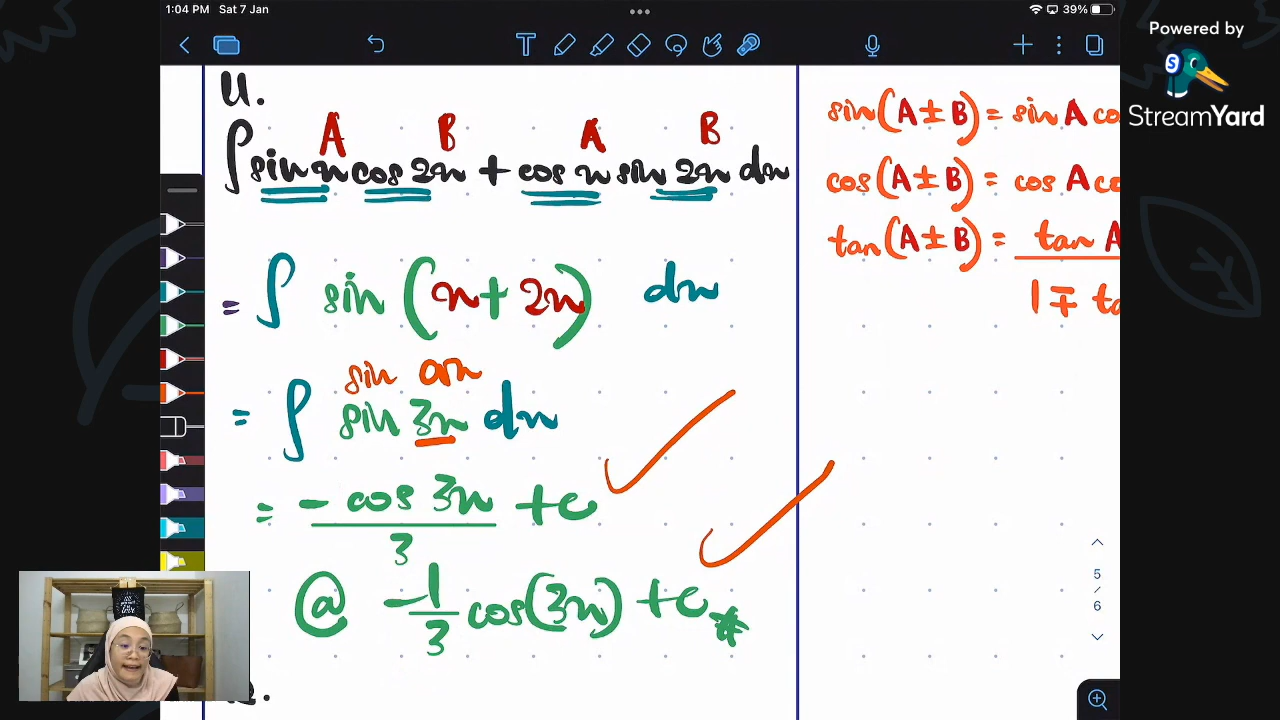 1:04 PM Sat 7 Jan
39%
Powered by
StreamYard
11.
A B A B
∫ sin x cos 2x + cos x sin 2x dx
= ∫ sin (x + 2x) dx
sin ax
= ∫ sin 3x dx
= - cos 3x / 3 + c
@ -1/3 cos(3x) + c *
sin(A ± B) = sin A co
cos(A ± B) = cos A co
tan(A ± B) = tan A
1 ∓ ta
5
/
6